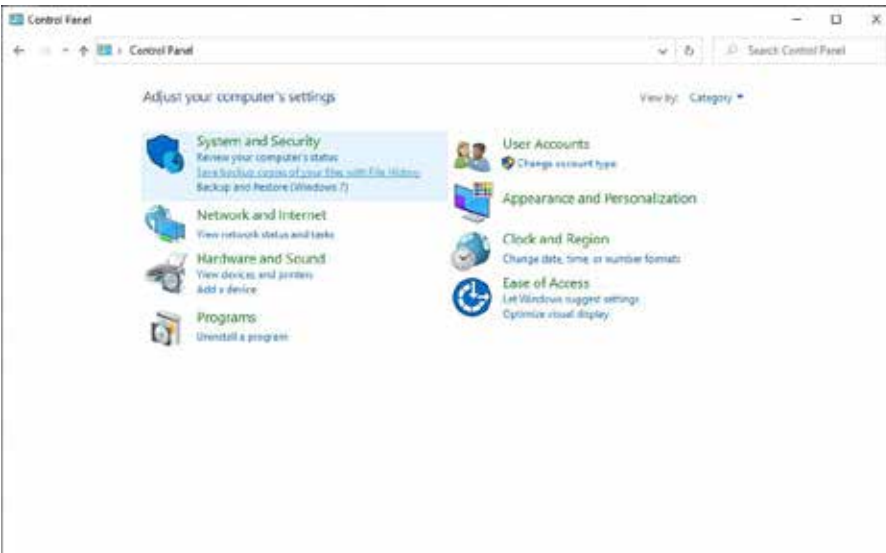 Control Panel
Control Panel
Search Control Panel
Adjust your computer's settings
View by: Category
System and Security
Review your computer's status
Save backup copies of your files with File History
Backup and Restore (Windows 7)
Network and Internet
View network status and tasks
Hardware and Sound
View devices and printers
Add a device
Programs
Uninstall a program
User Accounts
Change account type
Appearance and Personalization
Clock and Region
Change date, time, or number formats
Ease of Access
Let Windows suggest settings
Optimize visual display